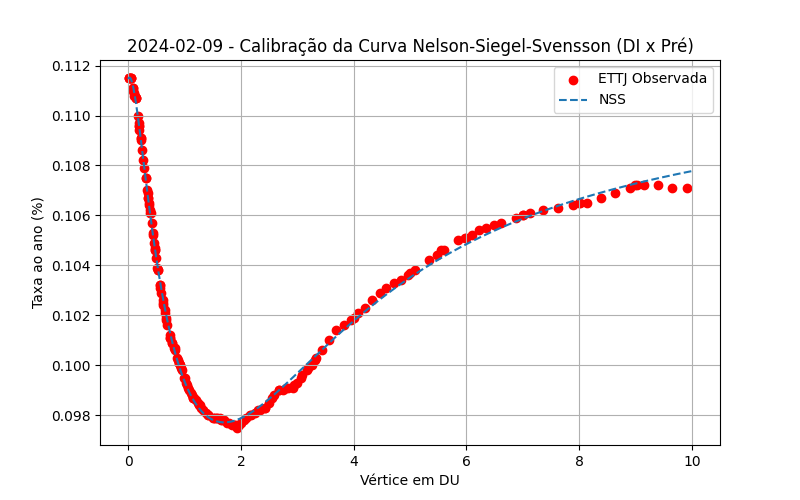 2024-02-09 - Calibração da Curva Nelson-Siegel-Svensson (DI x Pré)
ETTJ Observada
NSS
Taxa ao ano (%)
0.112
0.110
0.108
0.106
0.104
0.102
0.100
0.098
0 2 4 6 8 10
Vértice em DU